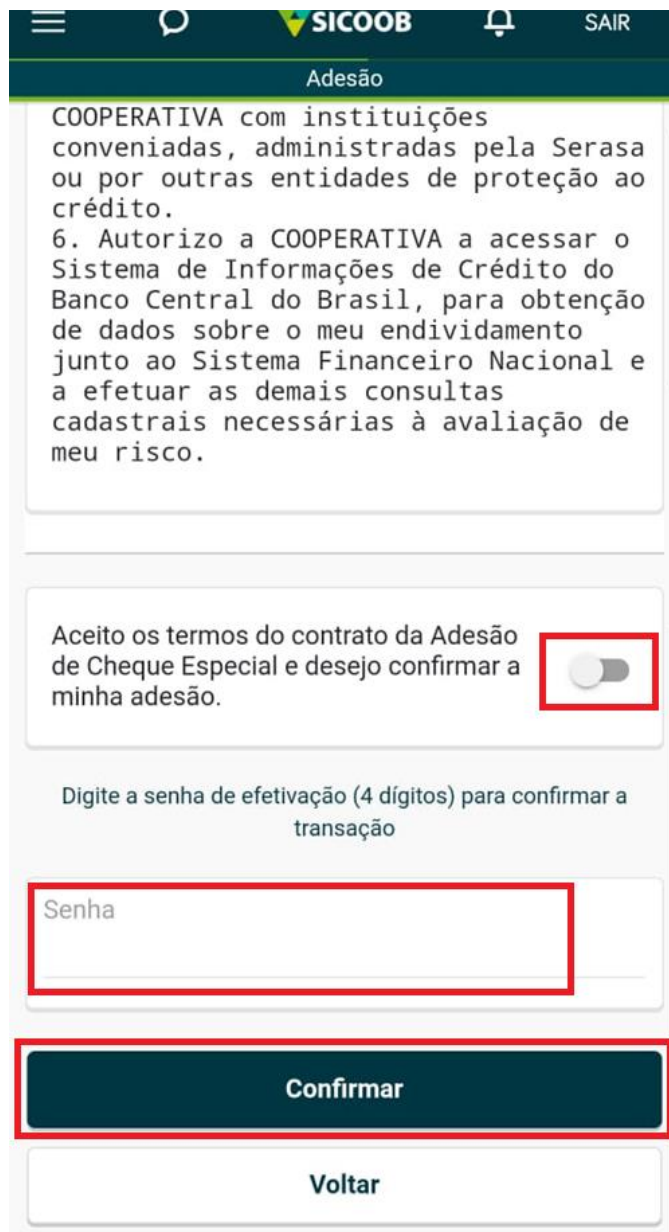 SICOOB
SAIR
Adesão
COOPERATIVA com instituições
conveniadas, administradas pela Serasa
ou por outras entidades de proteção ao
crédito.
6. Autorizo a COOPERATIVA a acessar o
Sistema de Informações de Crédito do
Banco Central do Brasil, para obtenção
de dados sobre o meu endividamento
junto ao Sistema Financeiro Nacional e
a efetuar as demais consultas
cadastrais necessárias à avaliação de
meu risco.
Aceito os termos do contrato da Adesão
de Cheque Especial e desejo confirmar a
minha adesão.
Digite a senha de efetivação (4 dígitos) para confirmar a
transação
Senha
Confirmar
Voltar